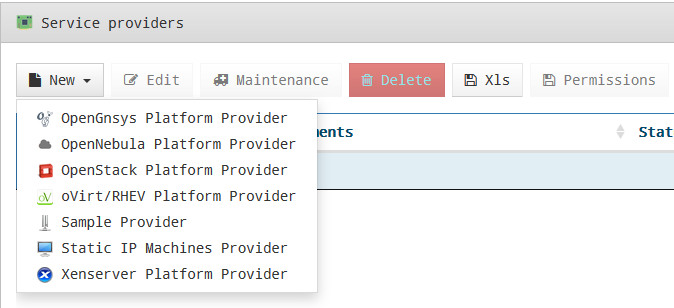 Service providers
New Edit Maintenance Delete Xls Permissions
OpenGnsys Platform Provider
OpenNebula Platform Provider
ments Stat
OpenStack Platform Provider
oVirt/RHEV Platform Provider
Sample Provider
Static IP Machines Provider
Xenserver Platform Provider